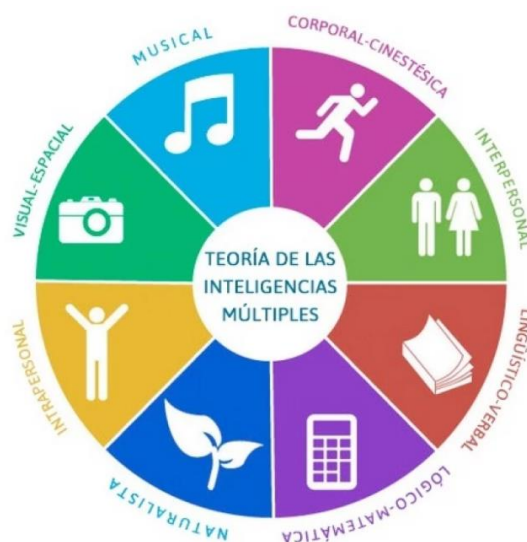 MUSICAL
CORPORAL-CINESTÉSICA
INTERPERSONAL
LINGÜÍSTICO-VERBAL
LÓGICO-MATEMÁTICA
NATURALISTA
INTRAPERSONAL
VISUAL-ESPACIAL
TEORÍA DE LAS
INTELIGENCIAS
MÚLTIPLES